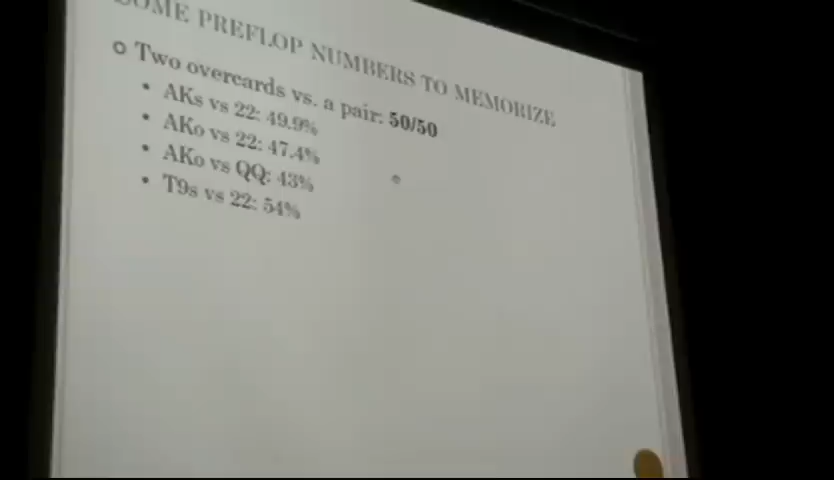 SOME PREFLOP NUMBERS TO MEMORIZE
Two overcards vs. a pair: 50/50
AKs vs 22: 49.9%
AKo vs 22: 47.4%
AKo vs QQ: 43%
T9s vs 22: 54%